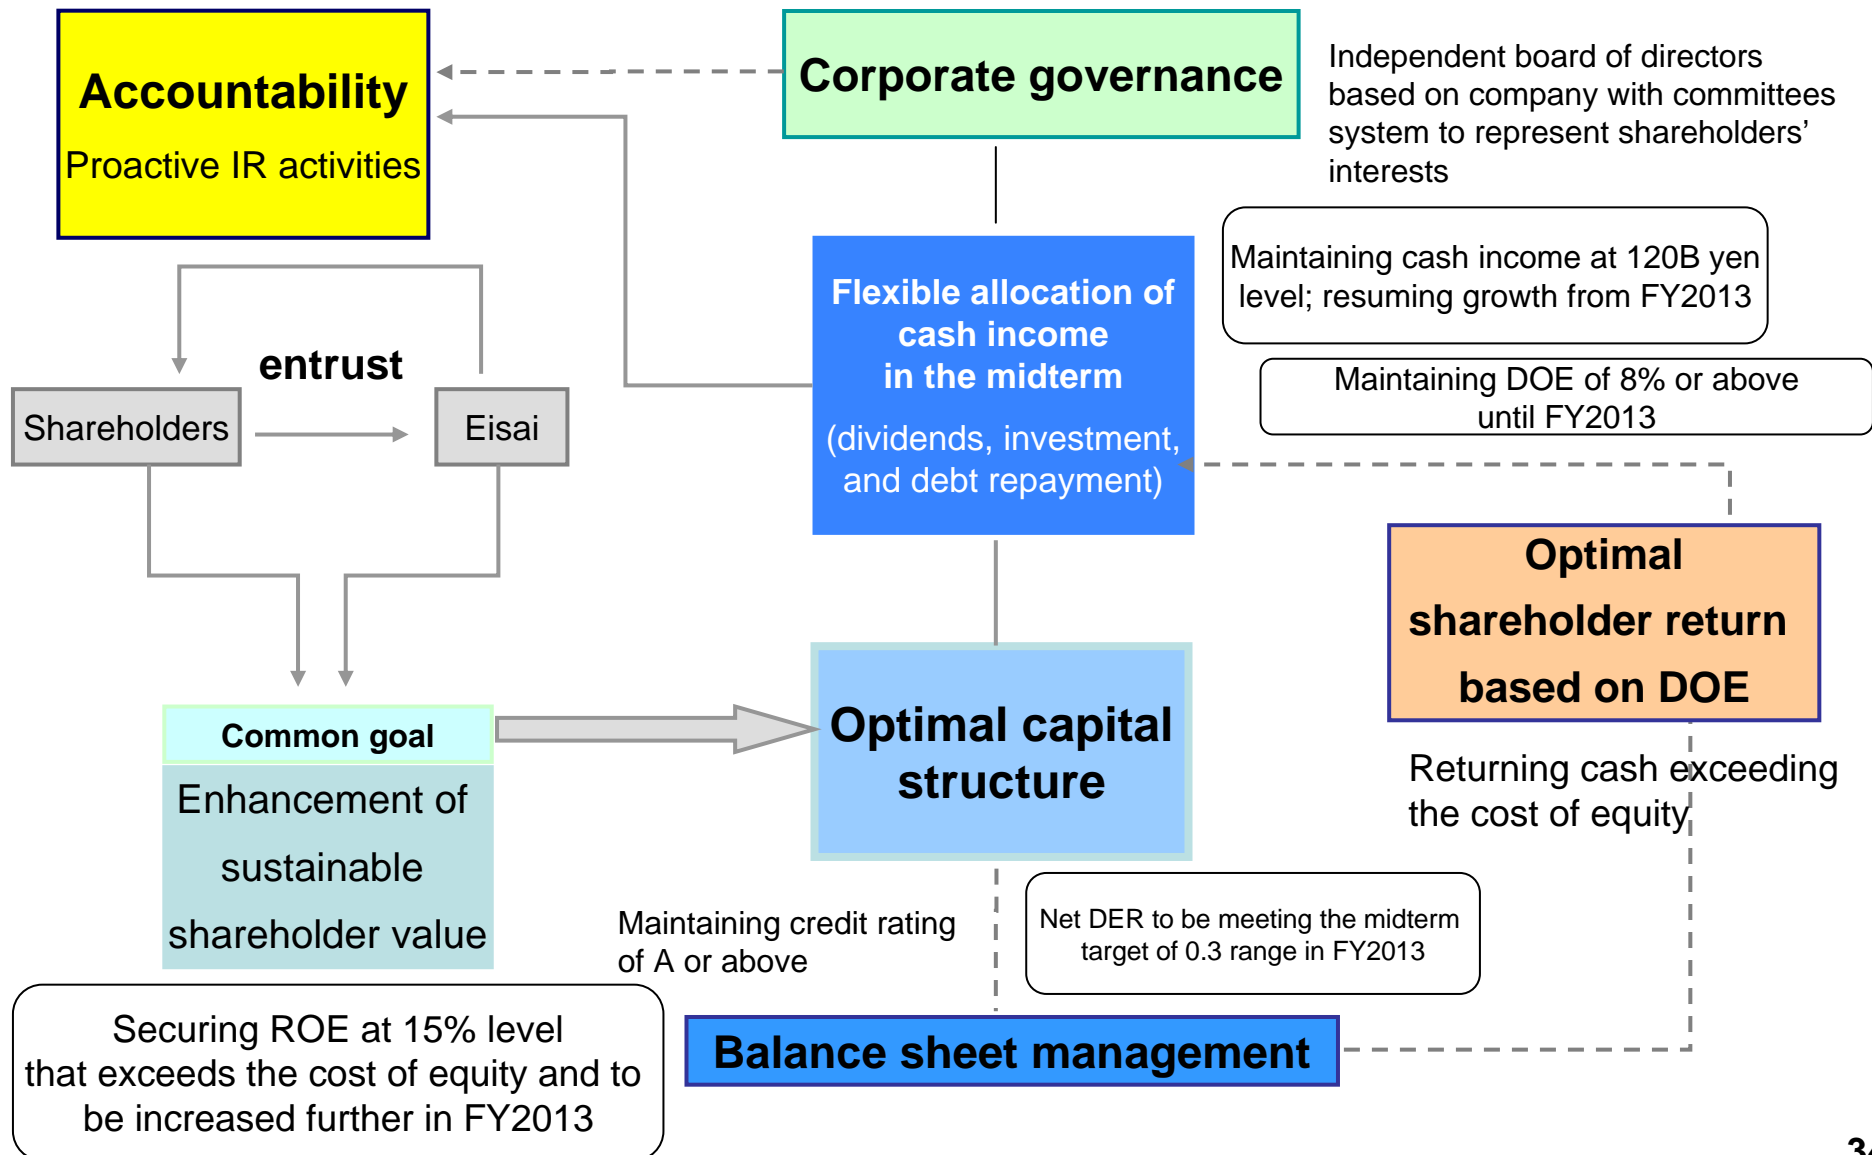 Accountability
Proactive IR activities
Corporate governance
Independent board of directors
based on company with committees
system to represent shareholders’
interests
Flexible allocation of
cash income
in the midterm
(dividends, investment,
and debt repayment)
Maintaining cash income at 120B yen
level; resuming growth from FY2013
Maintaining DOE of 8% or above
until FY2013
entrust
Shareholders
Eisai
Optimal
shareholder return
based on DOE
Returning cash exceeding
the cost of equity
Common goal
Enhancement of
sustainable
shareholder value
Optimal capital
structure
Maintaining credit rating
of A or above
Net DER to be meeting the midterm
target of 0.3 range in FY2013
Securing ROE at 15% level
that exceeds the cost of equity and to
be increased further in FY2013
Balance sheet management